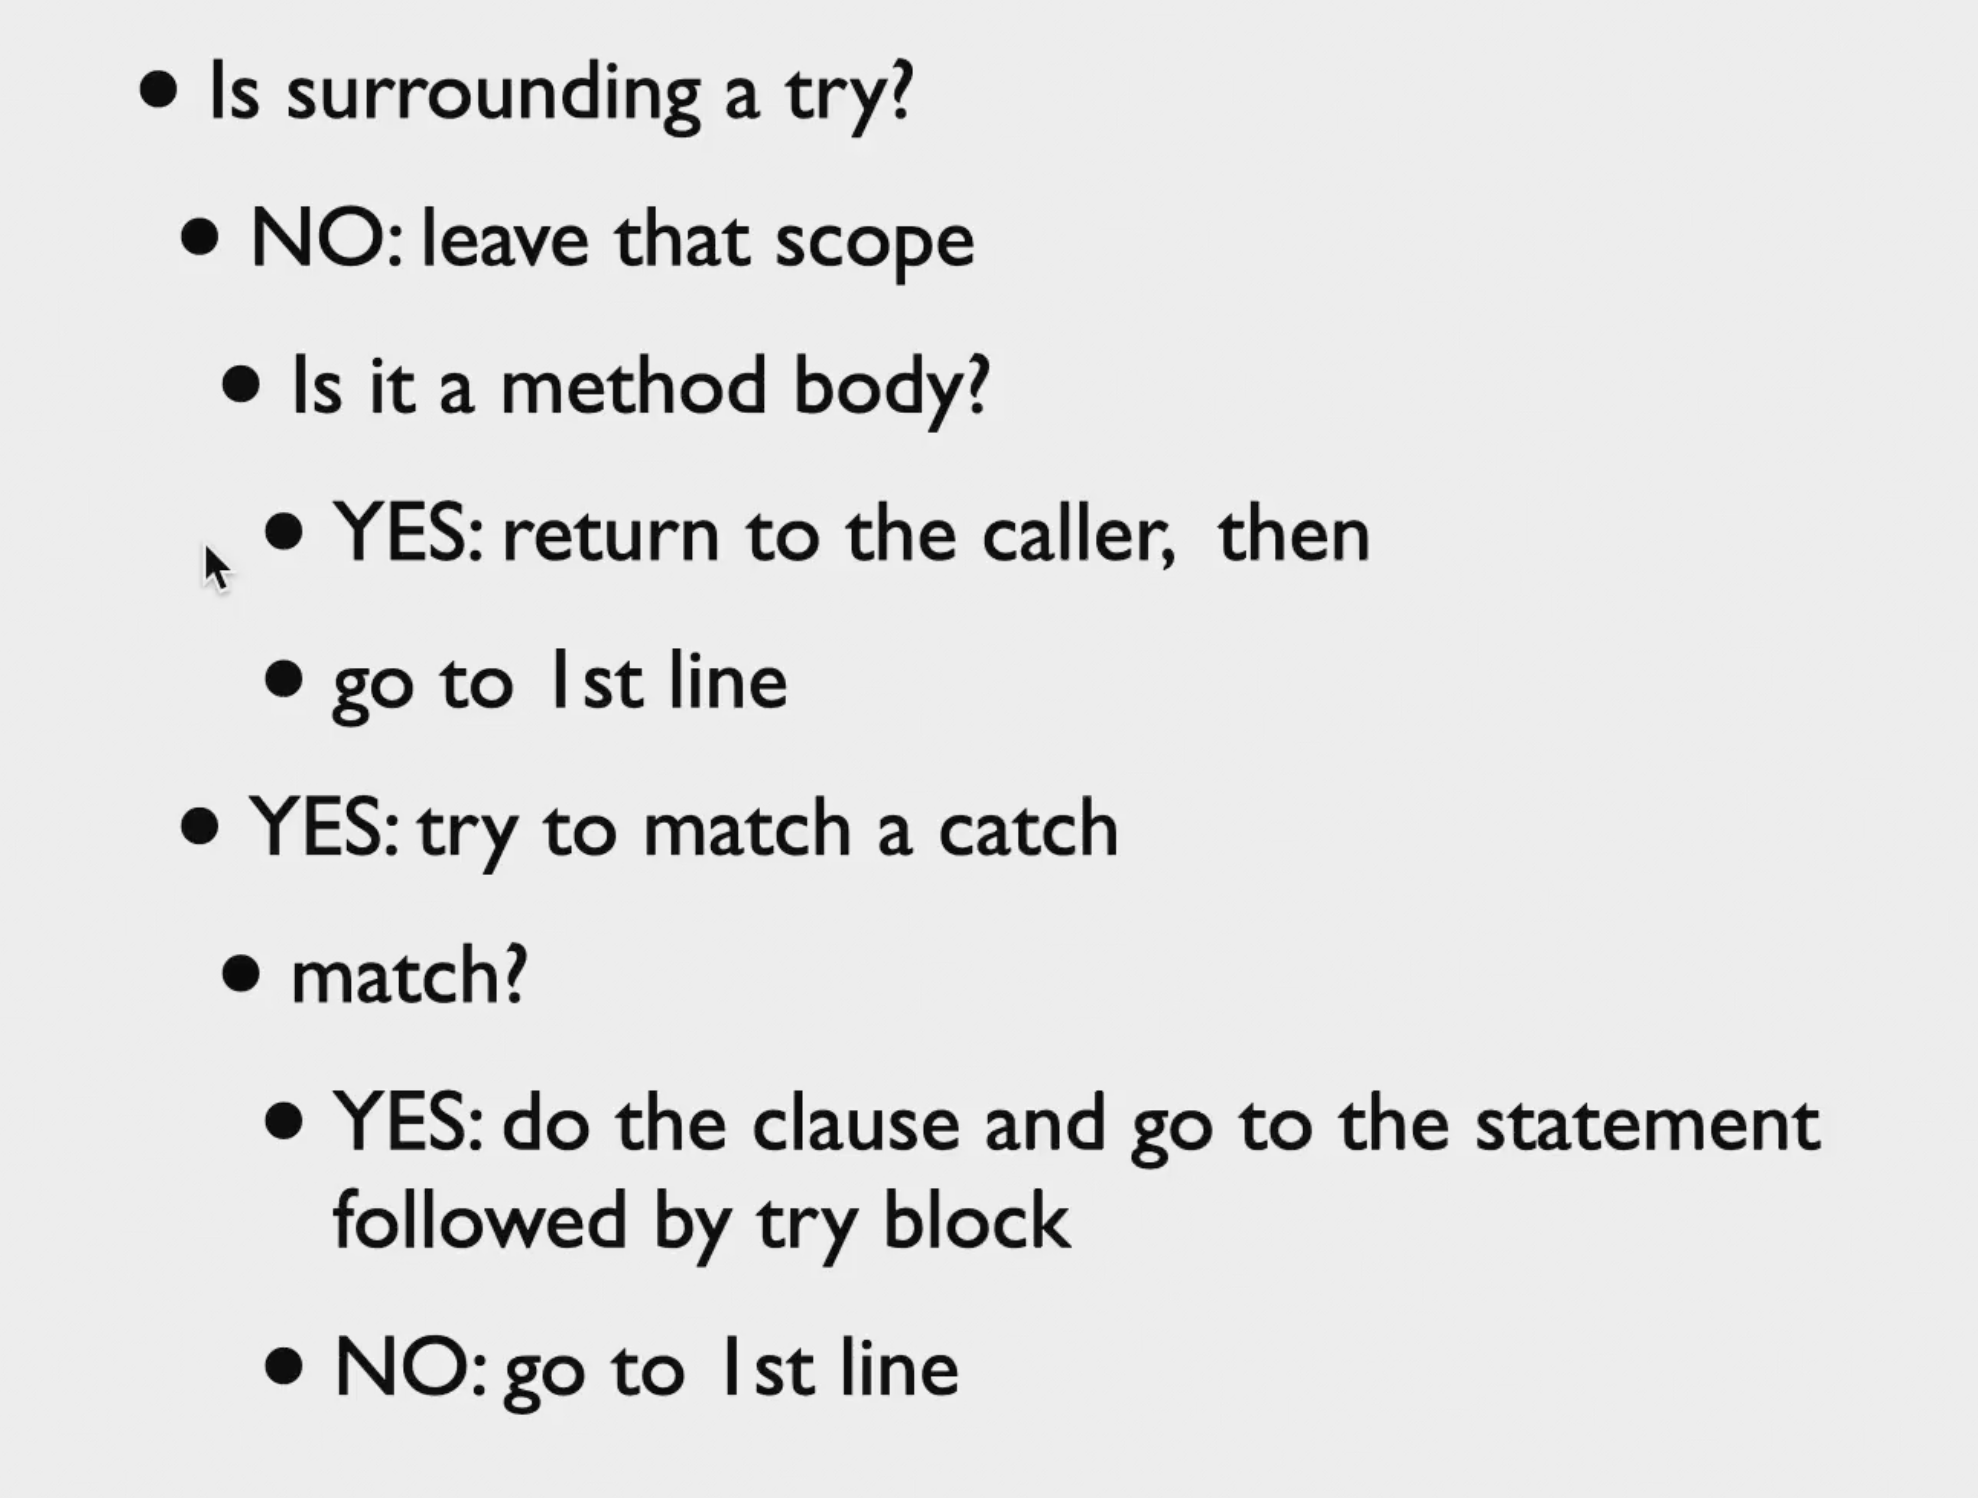 • Is surrounding a try?
• NO: leave that scope
• Is it a method body?
• YES: return to the caller, then
• go to 1st line
• YES: try to match a catch
• match?
• YES: do the clause and go to the statement
followed by try block
• NO: go to 1st line